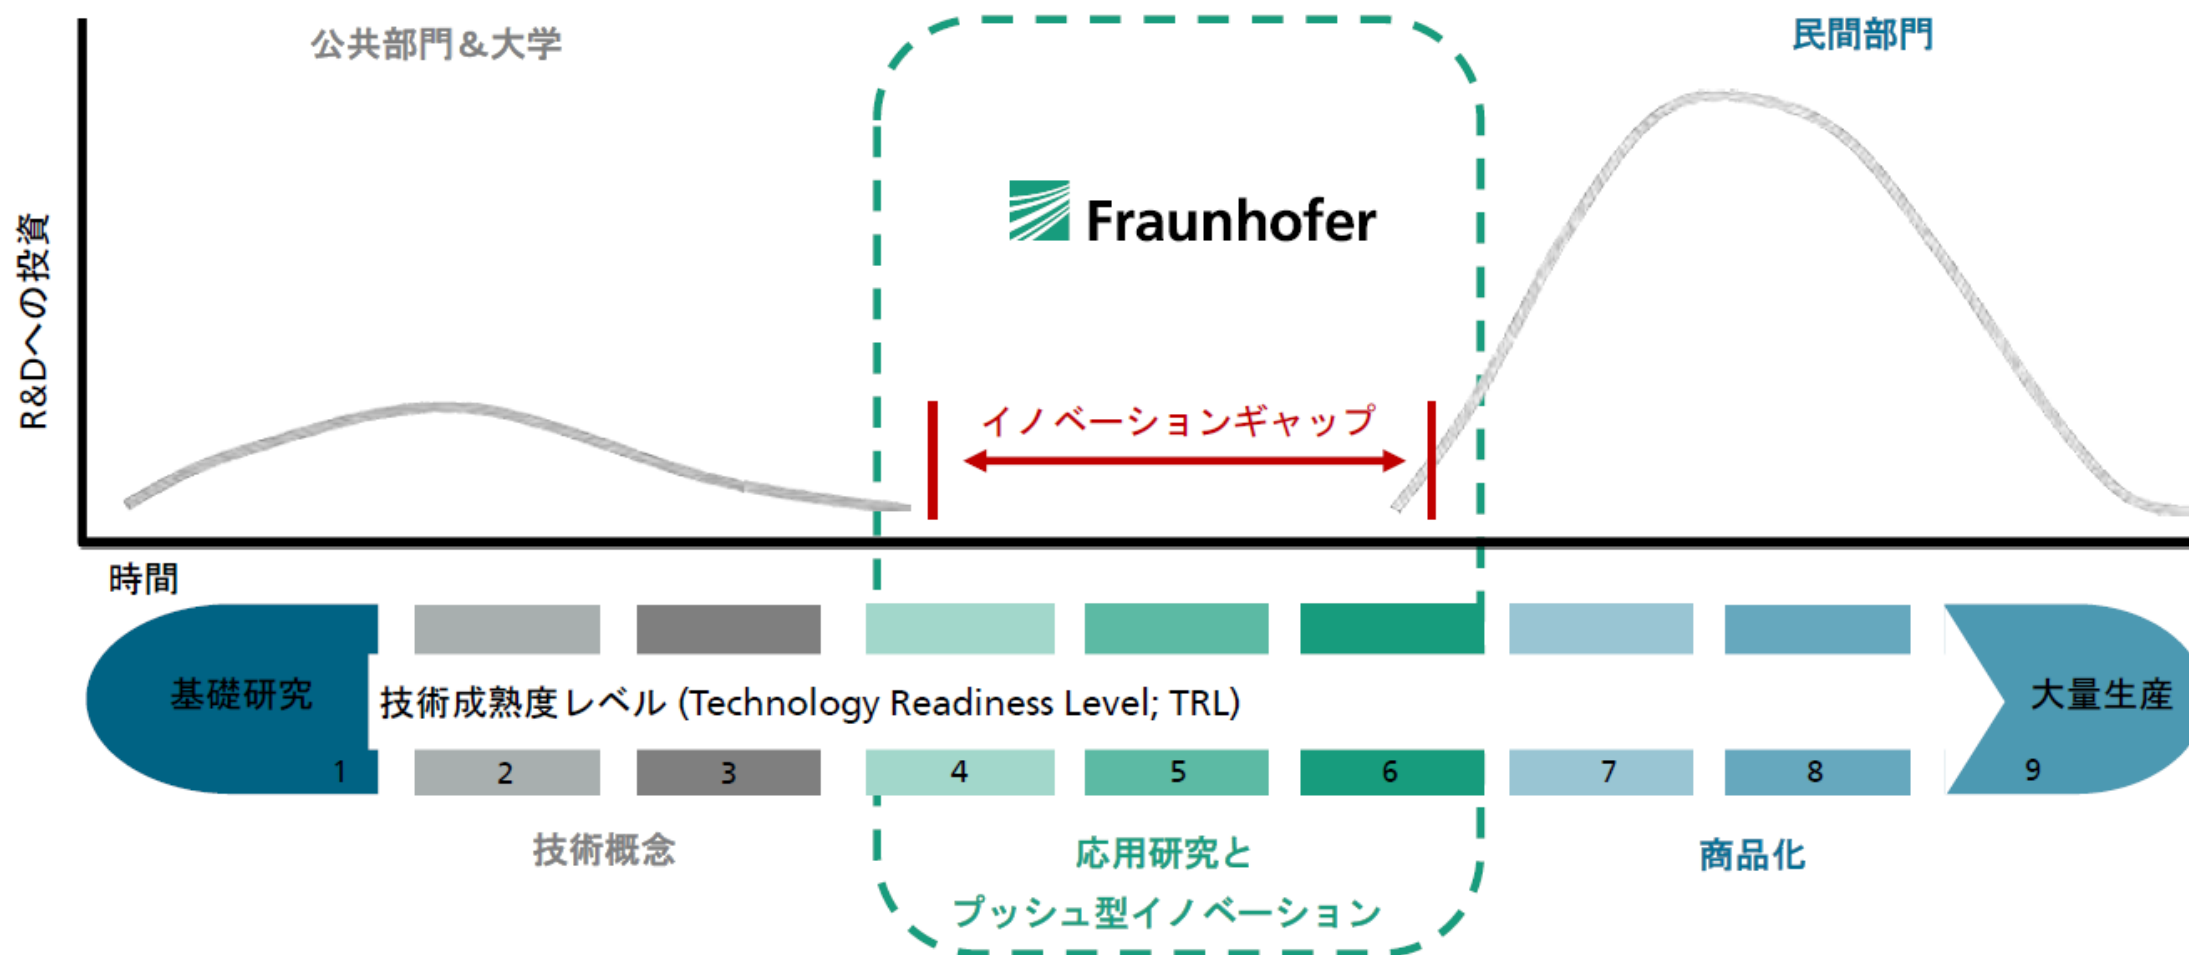 公共部門&大学
民間部門
R&Dへの投資
Fraunhofer
イノベーションギャップ
時間
基礎研究
技術成熟度レベル (Technology Readiness Level; TRL)
大量生産
1
2
3
4
5
6
7
8
9
技術概念
応用研究と
プッシュ型イノベーション
商品化